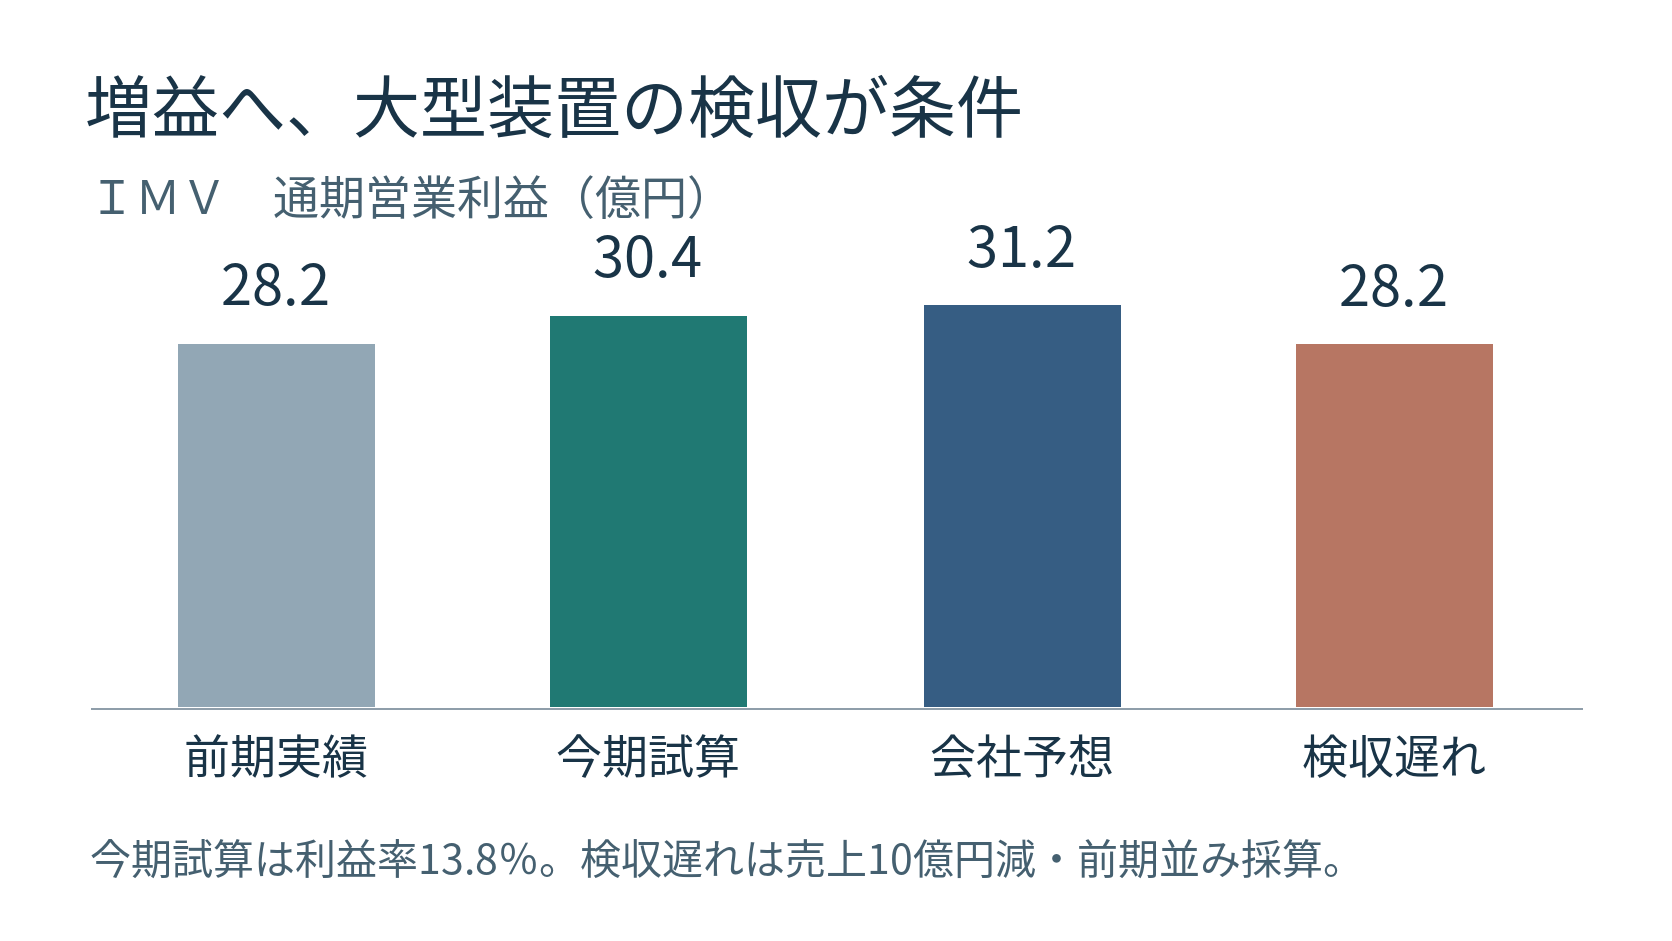 増益へ、大型装置の検収が条件
ＩＭＶ　通期営業利益（億円）
28.2
30.4
31.2
28.2
前期実績
今期試算
会社予想
検収遅れ
今期試算は利益率13.8％。検収遅れは売上10億円減・前期並み採算。